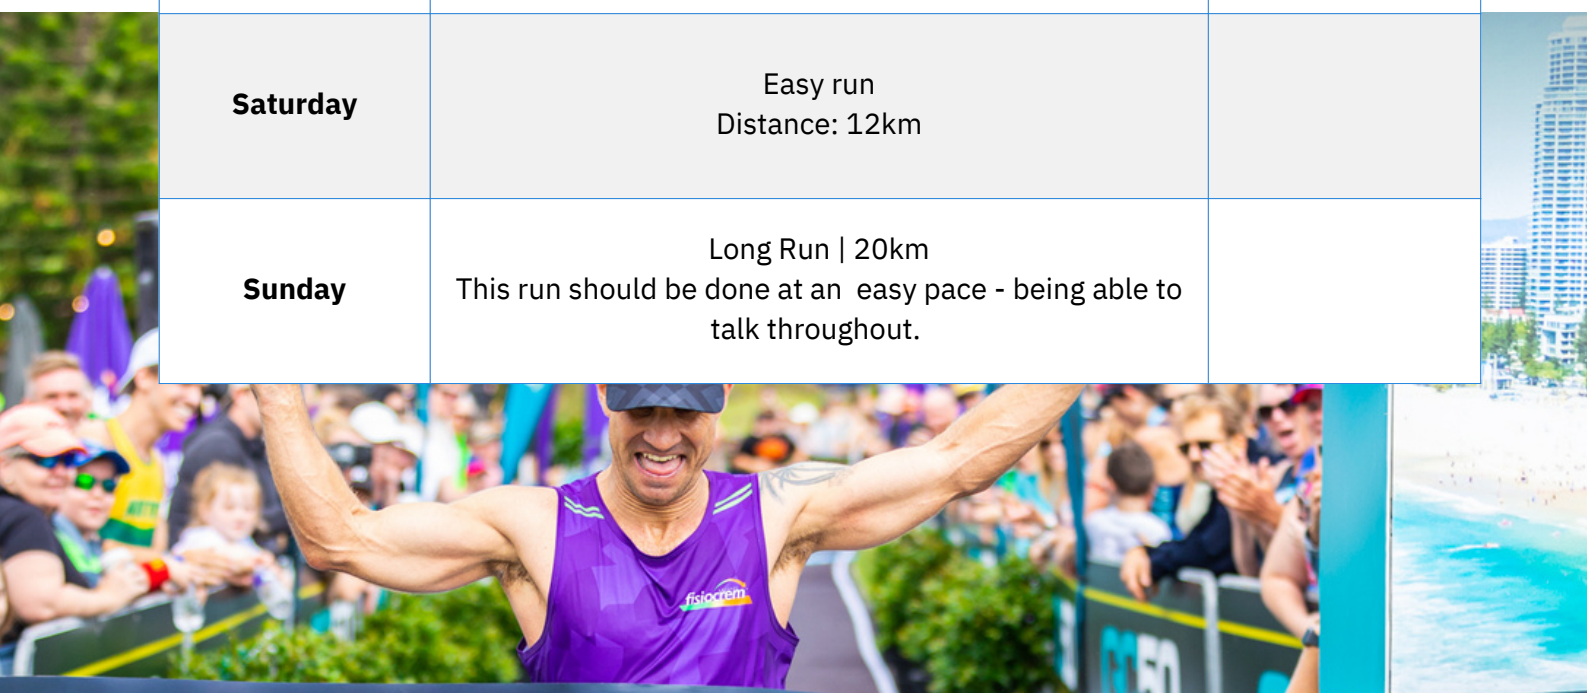 Saturday
Easy run
Distance: 12km
Sunday
Long Run | 20km
This run should be done at an  easy pace - being able to
talk throughout.
fisiocrem
GC50